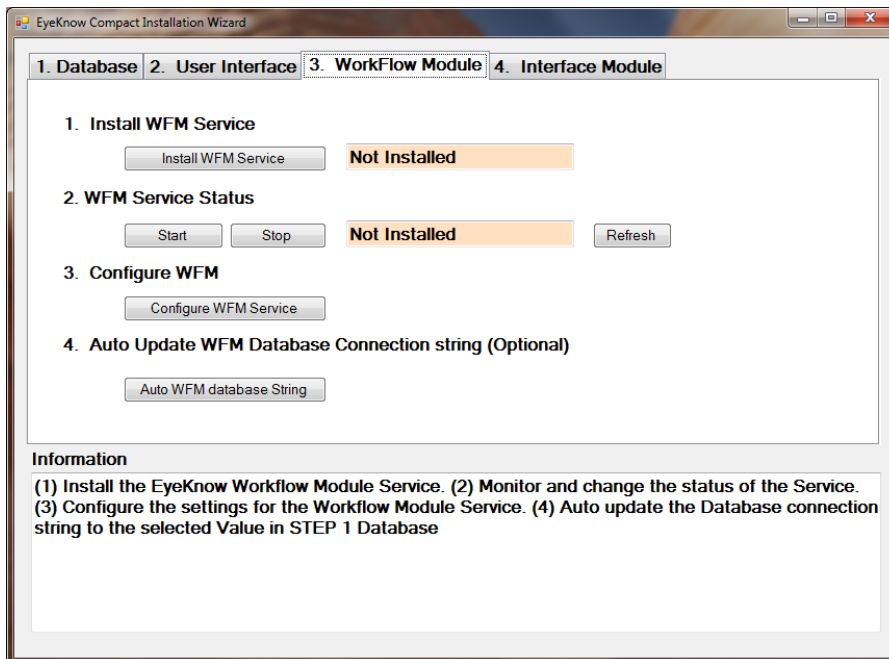 EyeKnow Compact Installation Wizard
1. Database 2. User Interface 3. WorkFlow Module 4. Interface Module
1. Install WFM Service
Install WFM Service Not Installed
2. WFM Service Status
Start Stop Not Installed Refresh
3. Configure WFM
Configure WFM Service
4. Auto Update WFM Database Connection string (Optional)
Auto WFM database String
Information
(1) Install the EyeKnow Workflow Module Service. (2) Monitor and change the status of the Service.
(3) Configure the settings for the Workflow Module Service. (4) Auto update the Database connection
string to the selected Value in STEP 1 Database